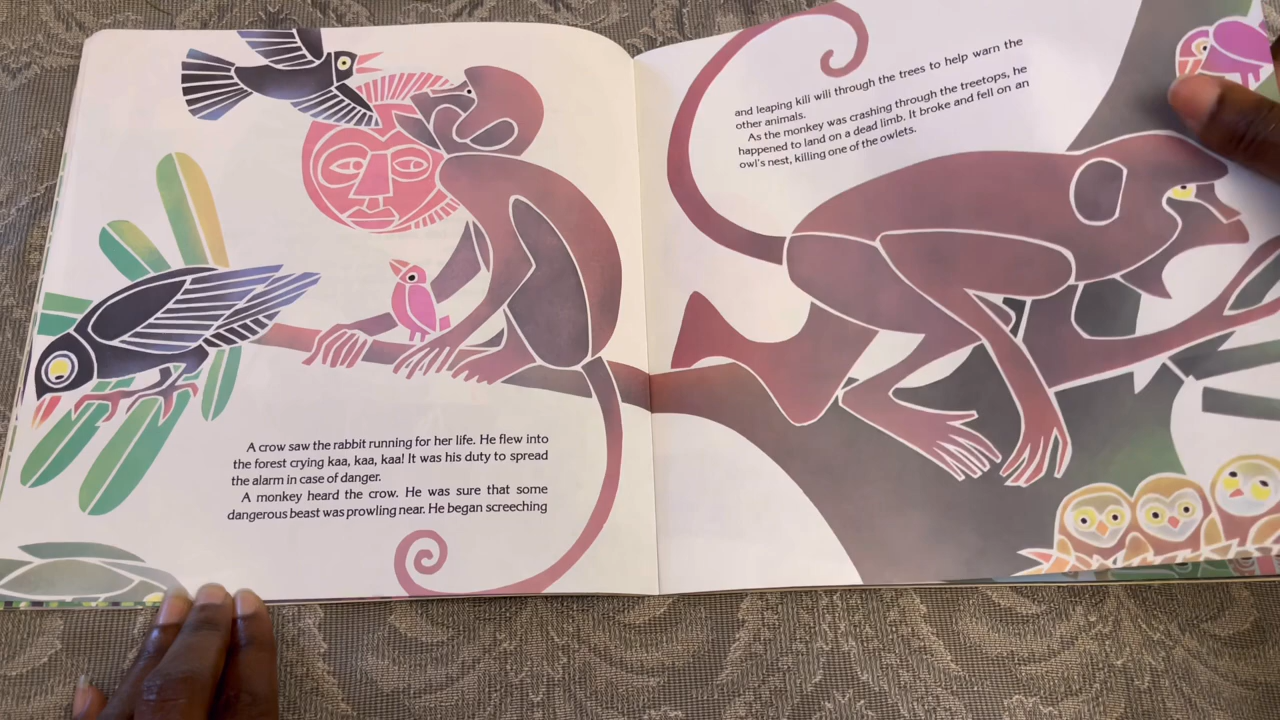 A crow saw the rabbit running for her life. He flew into
the forest crying kaa, kaa, kaa! It was his duty to spread
the alarm in case of danger.
A monkey heard the crow. He was sure that some
dangerous beast was prowling near. He began screeching
and leaping kili wili through the trees to help warn the
other animals.
As the monkey was crashing through the treetops, he
happened to land on a dead limb. It broke and fell on an
owl's nest, killing one of the owlets.